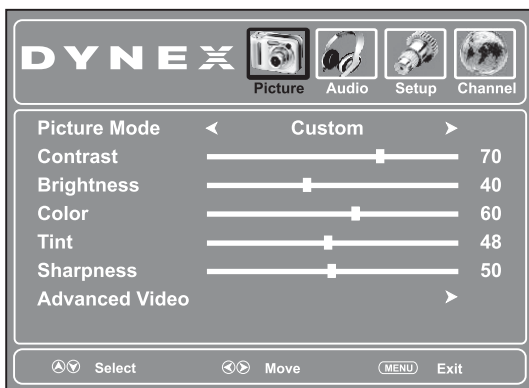 DYNEX
Picture Audio Setup Channel
Picture Mode Custom
Contrast 70
Brightness 40
Color 60
Tint 48
Sharpness 50
Advanced Video
Select Move MENU Exit